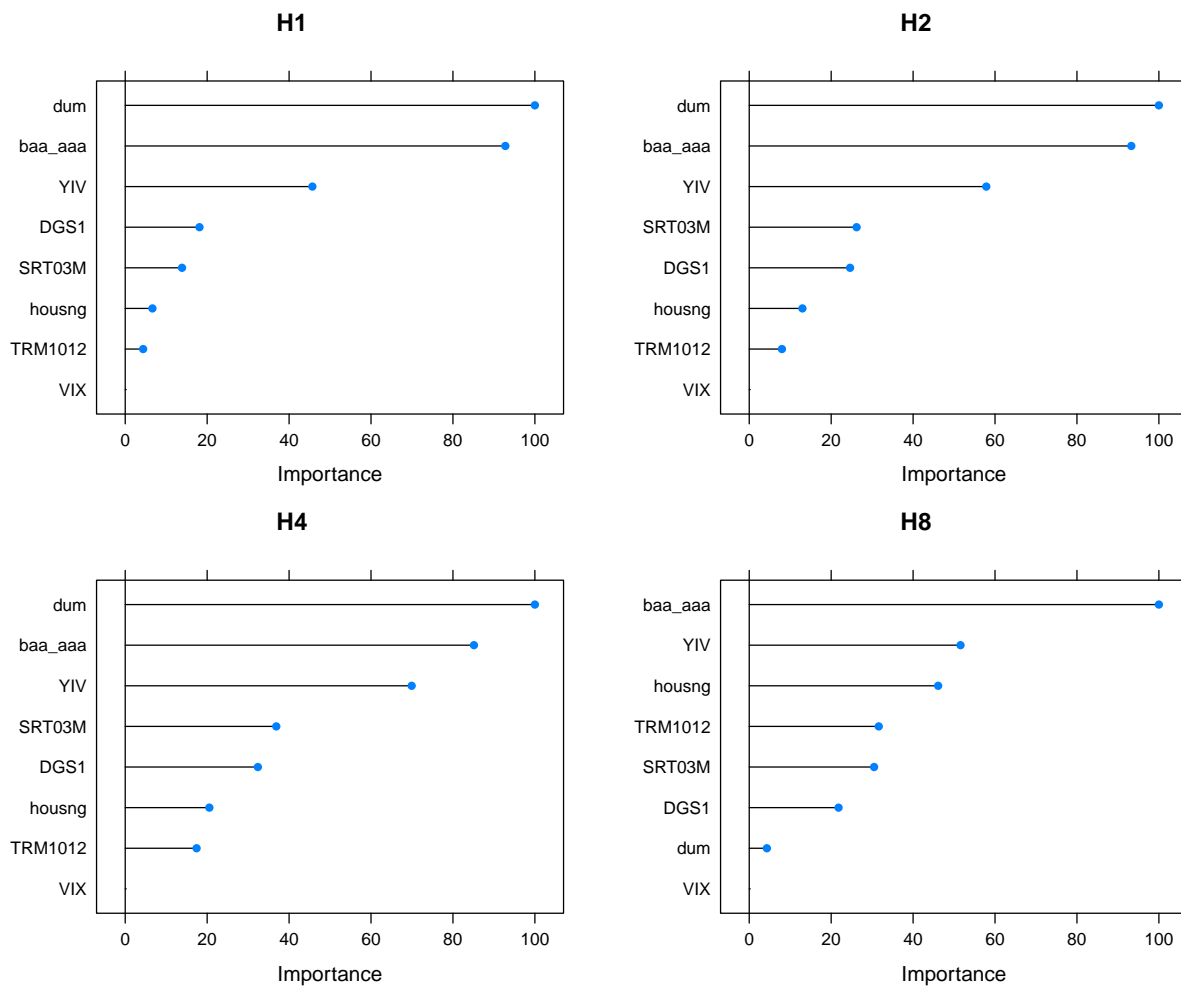 H1
dum
baa_aaa
YIV
DGS1
SRT03M
housng
TRM1012
VIX
0 20 40 60 80 100
Importance
H2
dum
baa_aaa
YIV
SRT03M
DGS1
housng
TRM1012
VIX
0 20 40 60 80 100
Importance
H4
dum
baa_aaa
YIV
SRT03M
DGS1
housng
TRM1012
VIX
0 20 40 60 80 100
Importance
H8
baa_aaa
YIV
housng
TRM1012
SRT03M
DGS1
dum
VIX
0 20 40 60 80 100
Importance